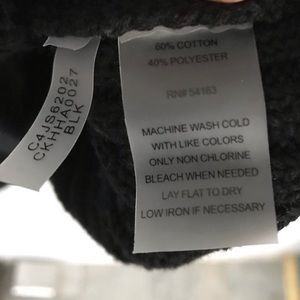 C4JS6202
CKHHHA0027
BLK
60% COTTON
40% POLYESTER
RN# 54163
MACHINE WASH COLD
WITH LIKE COLORS
ONLY NON CHLORINE
BLEACH WHEN NEEDED
LAY FLAT TO DRY
LOW IRON IF NECESSARY